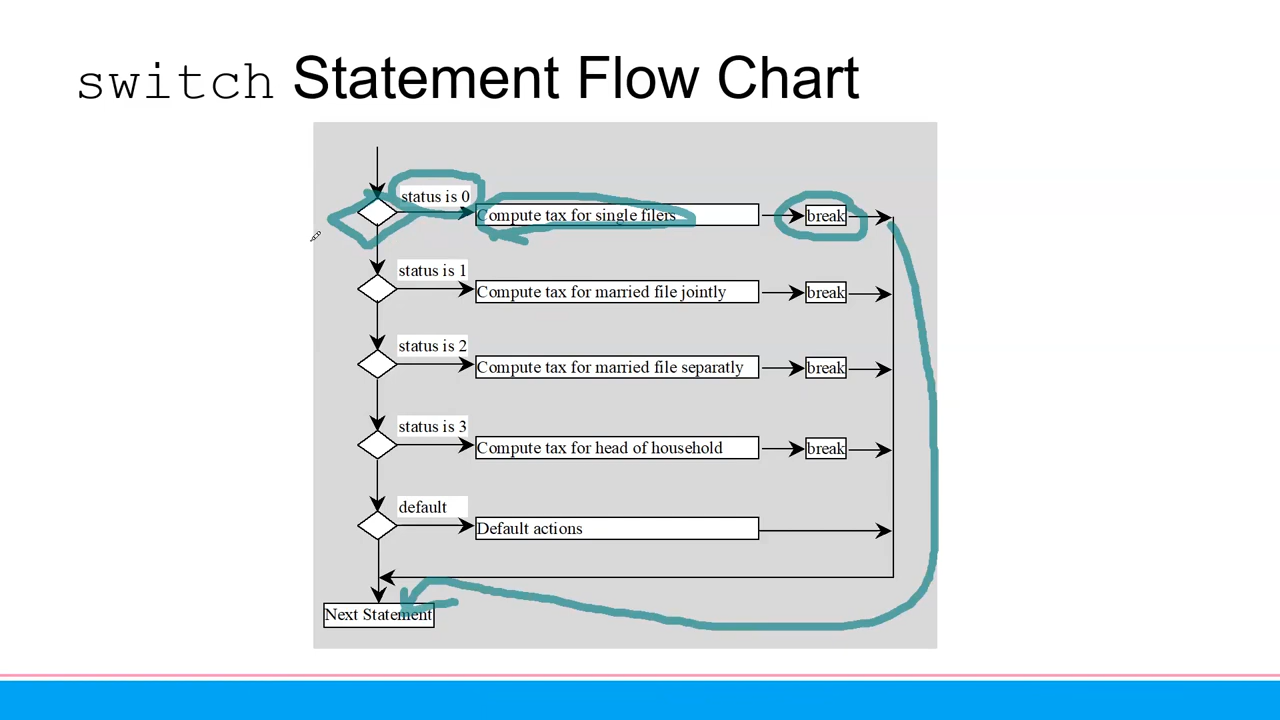 switch Statement Flow Chart
status is 0
Compute tax for single filers
break
status is 1
Compute tax for married file jointly
break
status is 2
Compute tax for married file separatly
break
status is 3
Compute tax for head of household
break
default
Default actions
Next Statement